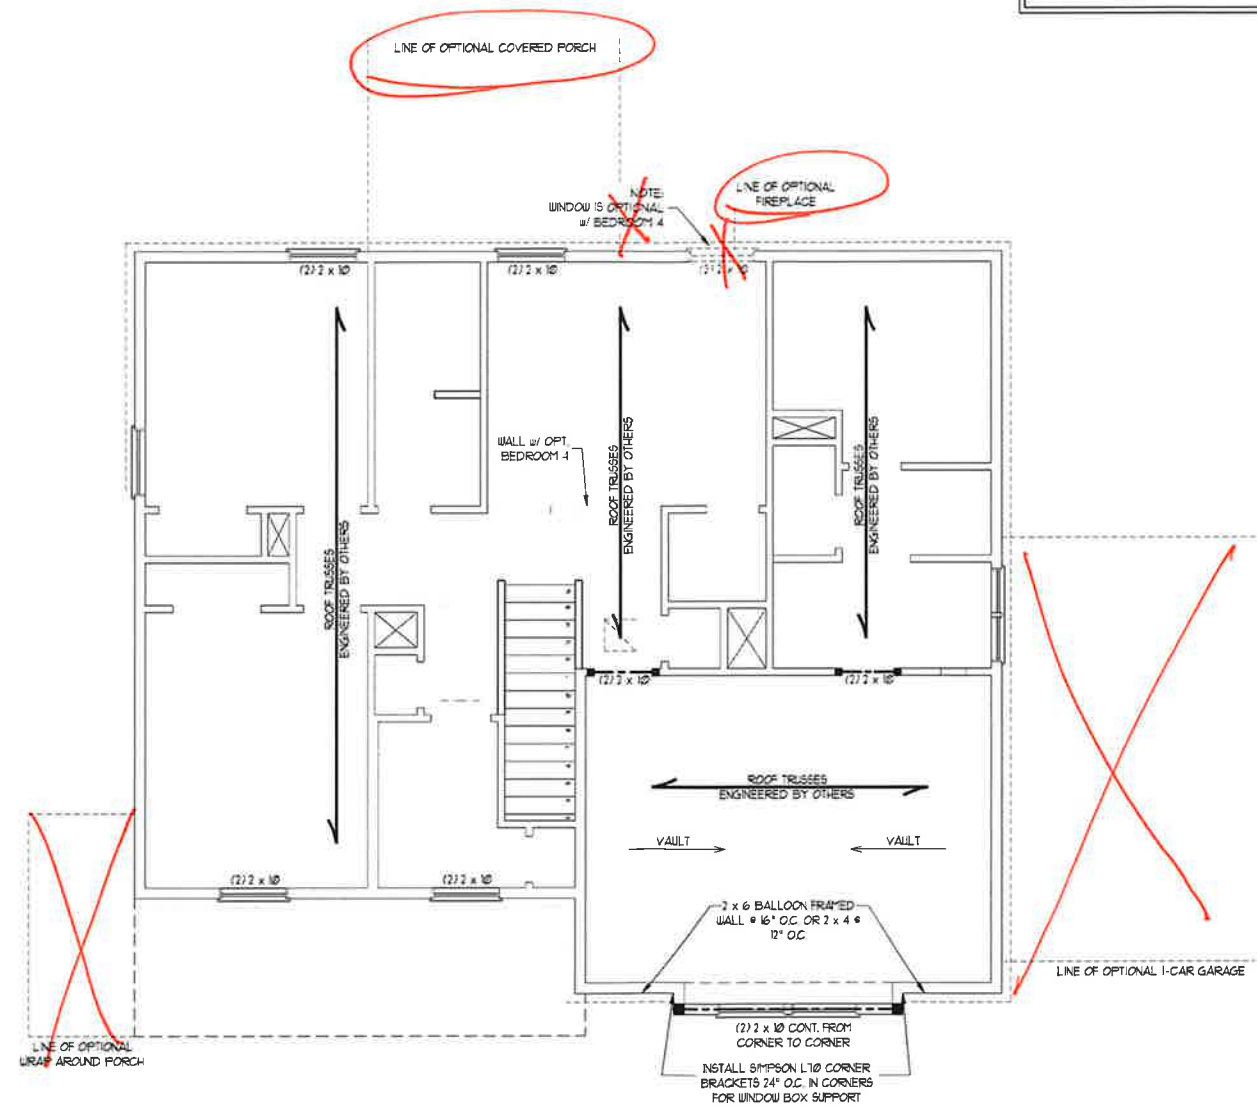 LINE OF OPTIONAL COVERED PORCH
NOTE:
WINDOW IS OPTIONAL
w/ BEDROOM 4
LINE OF OPTIONAL
FIREPLACE
(2) 2 x 10
(2) 2 x 10
(2) 2 x 10
WALL w/ OPT.
BEDROOM 4
ROOF TRUSSES
ENGINEERED BY OTHERS
ROOF TRUSSES
ENGINEERED BY OTHERS
ROOF TRUSSES
ENGINEERED BY OTHERS
(2) 2 x 10
(2) 2 x 10
ROOF TRUSSES
ENGINEERED BY OTHERS
VAULT
VAULT
(2) 2 x 10
(2) 2 x 10
2 x 6 BALLOON FRAMED
WALL @ 16" O.C. OR 2 x 4 @
12" O.C.
LINE OF OPTIONAL 1-CAR GARAGE
(2) 2 x 10 CONT. FROM
CORNER TO CORNER
LINE OF OPTIONAL
WRAP AROUND PORCH
INSTALL SIMPSON L70 CORNER
BRACKETS 24" O.C. IN CORNERS
FOR WINDOW BOX SUPPORT